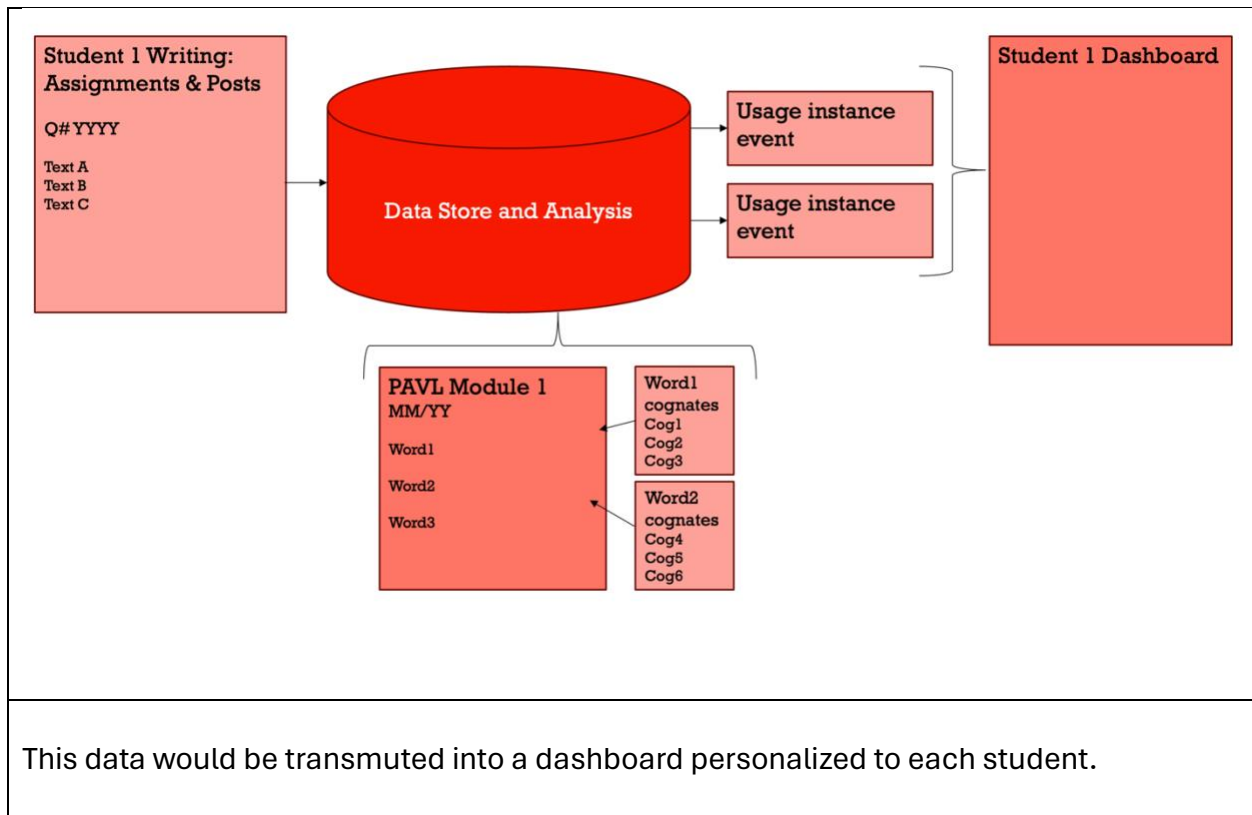 Student 1 Writing:
Assignments & Posts
Q# YYYY
Text A
Text B
Text C
Data Store and Analysis
Usage instance
event
Usage instance
event
Student 1 Dashboard
PAVL Module 1
MM/YY
Word1
Word2
Word3
Word1
cognates
Cog1
Cog2
Cog3
Word2
cognates
Cog4
Cog5
Cog6
This data would be transmuted into a dashboard personalized to each student.